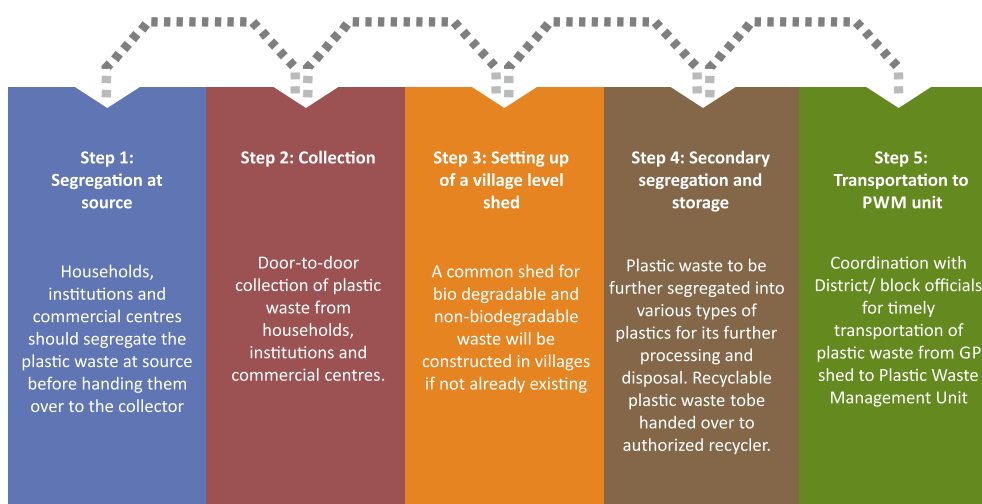 Step 1:
Segregation at
source
Households,
institutions and
commercial centres
should segregate the
plastic waste at source
before handing them
over to the collector
Step 2: Collection
Door-to-door
collection of plastic
waste from
households,
institutions and
commercial centres.
Step 3: Setting up
of a village level
shed
A common shed for
bio degradable and
non-biodegradable
waste will be
constructed in villages
if not already existing
Step 4: Secondary
segregation and
storage
Plastic waste to be
further segregated into
various types of
plastics for its further
processing and
disposal. Recyclable
plastic waste tobe
handed over to
authorized recycler.
Step 5:
Transportation to
PWM unit
Coordination with
District/ block officials
for timely
transportation of
plastic waste from GP
shed to Plastic Waste
Management Unit